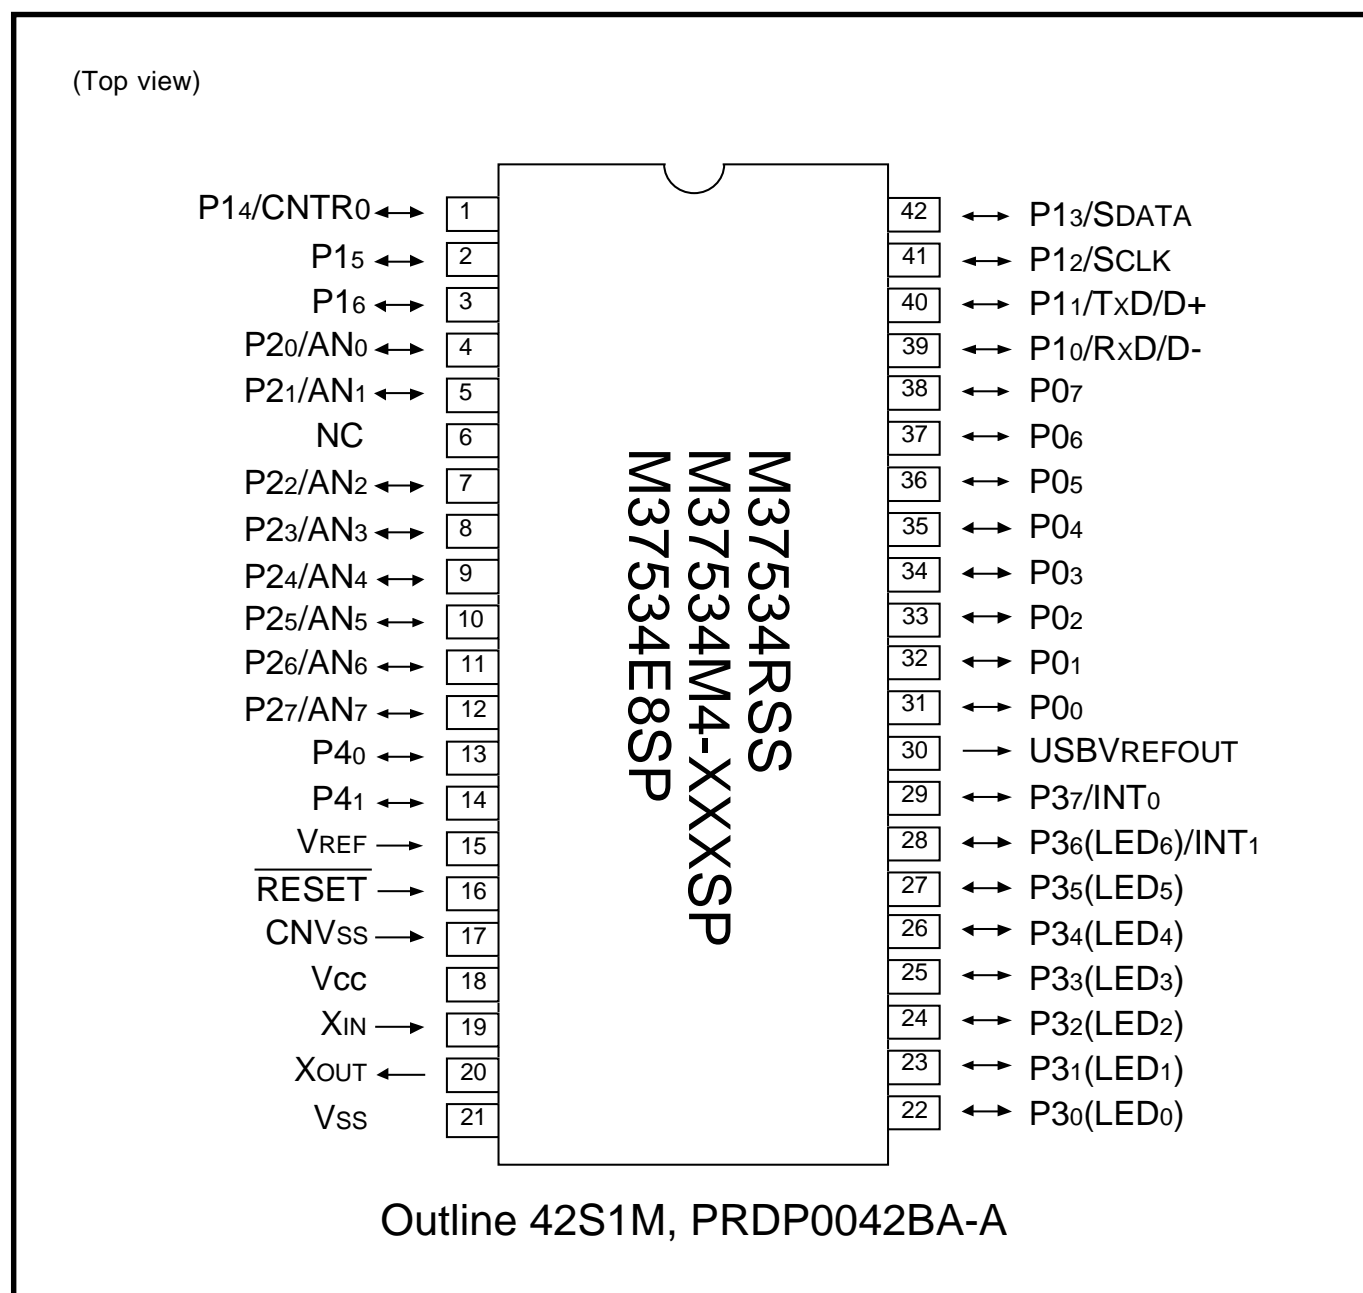 (Top view)
P14/CNTR0 1 42 P13/SDATA
P15 2 41 P12/SCLK
P16 3 40 P11/TXD/D+
P20/AN0 4 39 P10/RXD/D-
P21/AN1 5 38 P07
NC 6 37 P06
P22/AN2 7 36 P05
P23/AN3 8 35 P04
P24/AN4 9 34 P03
P25/AN5 10 33 P02
P26/AN6 11 32 P01
P27/AN7 12 31 P00
P40 13 30 USBVREFOUT
P41 14 29 P37/INT0
VREF 15 28 P36(LED6)/INT1
RESET 16 27 P35(LED5)
CNVSS 17 26 P34(LED4)
Vcc 18 25 P33(LED3)
XIN 19 24 P32(LED2)
XOUT 20 23 P31(LED1)
VSS 21 22 P30(LED0)
M37534RSS
M37534M4-XXXSP
M37534E8SP
Outline 42S1M, PRDP0042BA-A